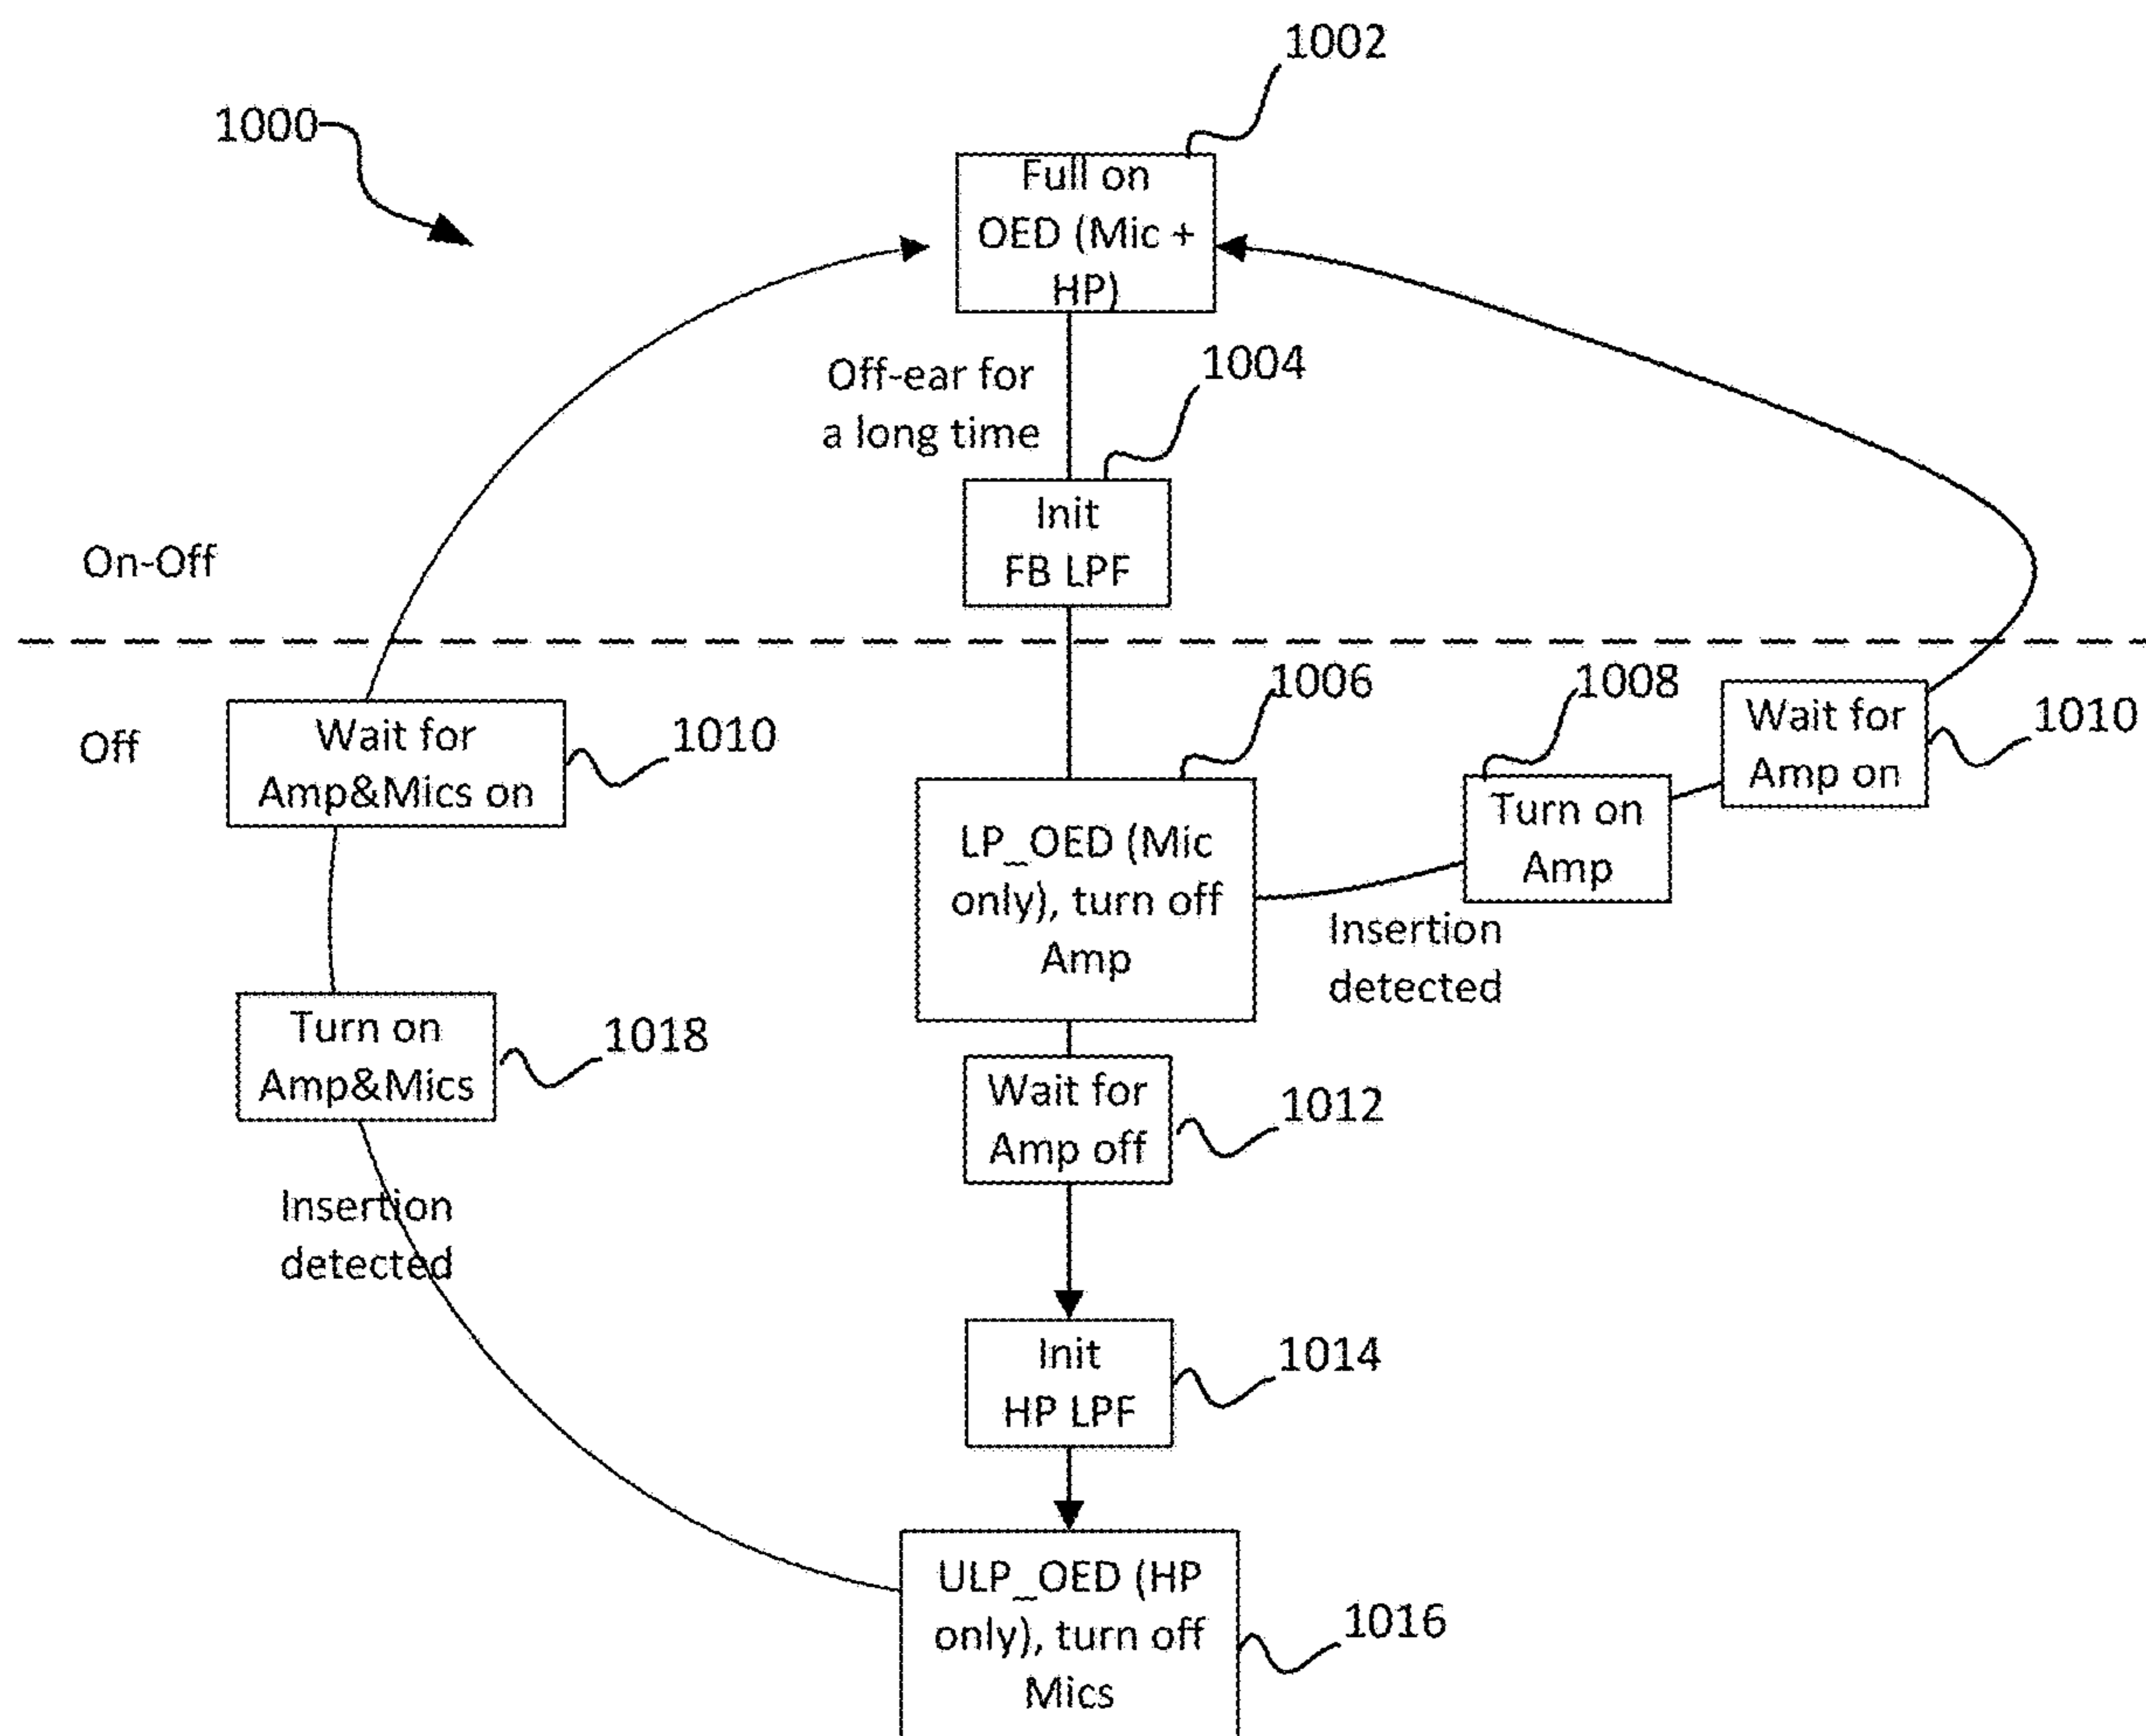 1002
1000
Full on
OED (Mic +
HP)
Off-ear for
a long time
1004
Init
FB LPF
On-Off
Off
Wait for
Amp&Mics on
1010
1006
1008
Wait for
Amp on
1010
LP_OED (Mic
only), turn off
Amp
Turn on
Amp
Insertion
detected
Turn on
Amp&Mics
1018
Wait for
Amp off
1012
Insertion
detected
Init
HP LPF
1014
ULP_OED (HP
only), turn off
Mics
1016